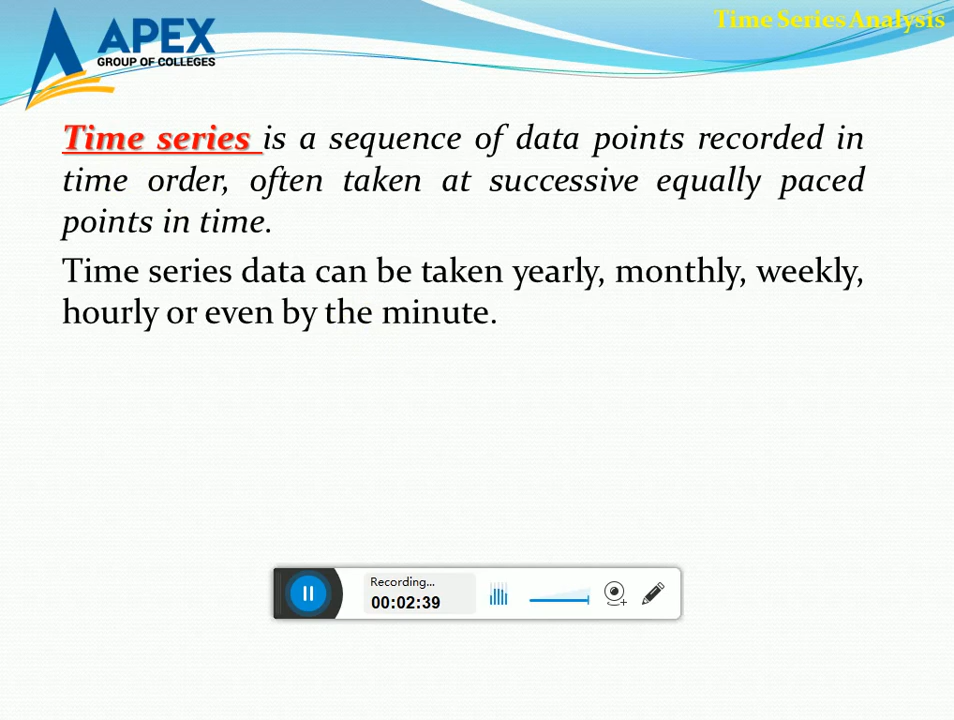 Time Series Analysis
APEX
GROUP OF COLLEGES
Time series is a sequence of data points recorded in
time order, often taken at successive equally paced
points in time.
Time series data can be taken yearly, monthly, weekly,
hourly or even by the minute.
Recording...
00:02:39